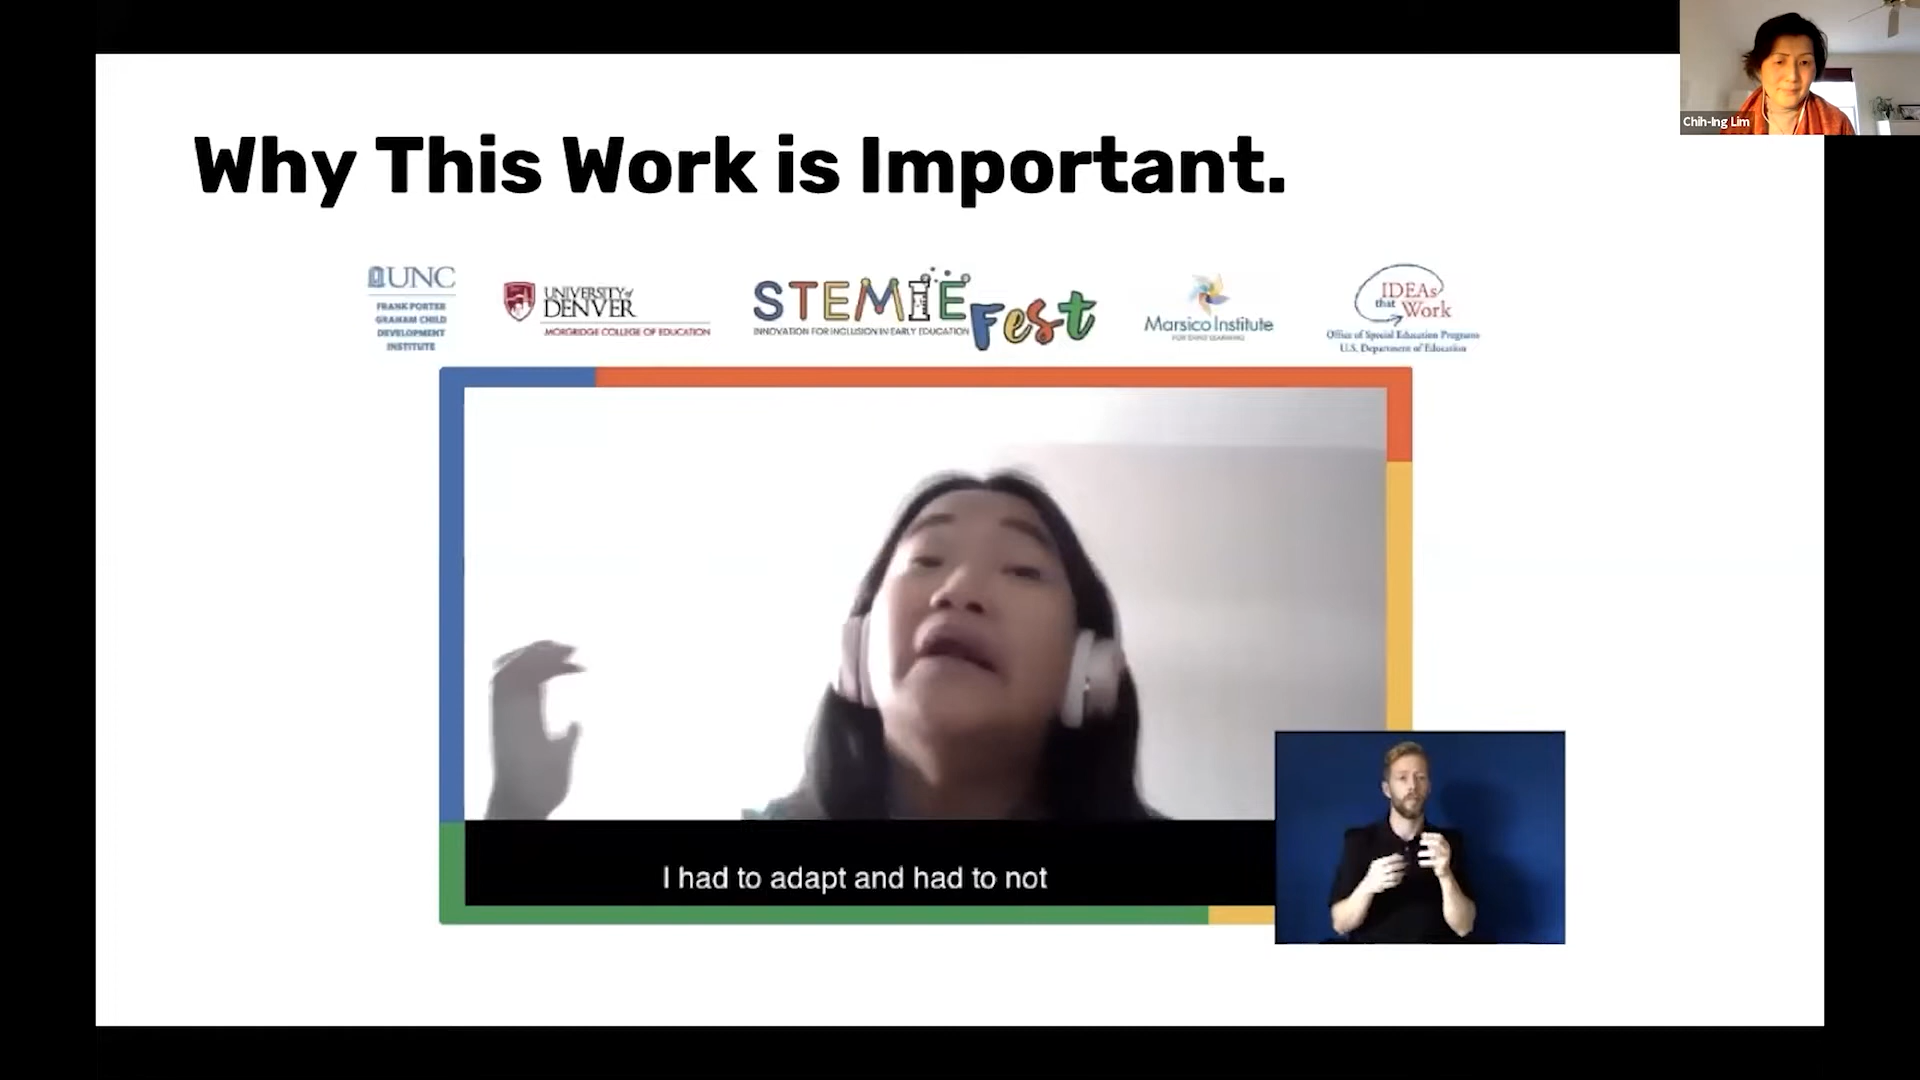 Chih-Ing Lim
Why This Work is Important.
UNC
FRANK PORTER
GRAHAM CHILD
DEVELOPMENT
INSTITUTE
UNIVERSITY of
DENVER
MORGRIDGE COLLEGE OF EDUCATION
STEMIE
Fest
INNOVATION FOR INCLUSION IN EARLY EDUCATION
Marsico Institute
FOR EARLY LEARNING
IDEAs
that Work
Office of Special Education Programs
U.S. Department of Education
I had to adapt and had to not